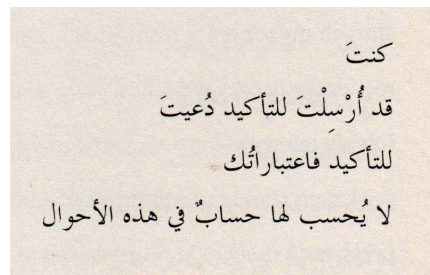 كنتَ
قد أُرْسِلْتَ للتأكيد دُعيتَ
للتأكيد فاعتباراتُك
لا يُحسب لها حسابٌ في هذه الأحوال